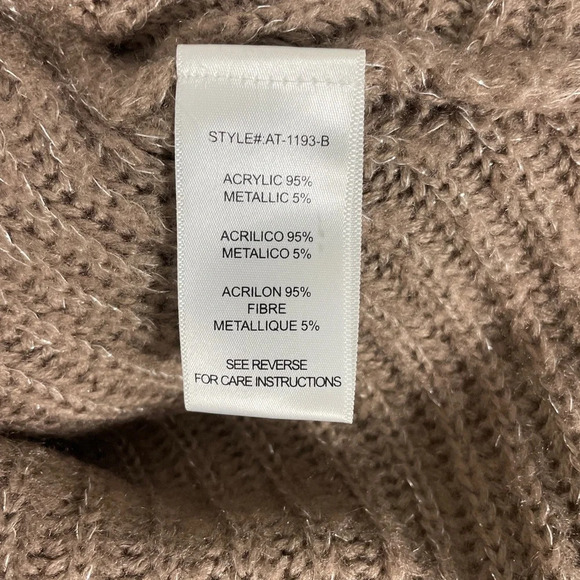 STYLE#:AT-1193-B
ACRYLIC 95%
METALLIC 5%
ACRILICO 95%
METALICO 5%
ACRILON 95%
FIBRE
METALLIQUE 5%
SEE REVERSE
FOR CARE INSTRUCTIONS